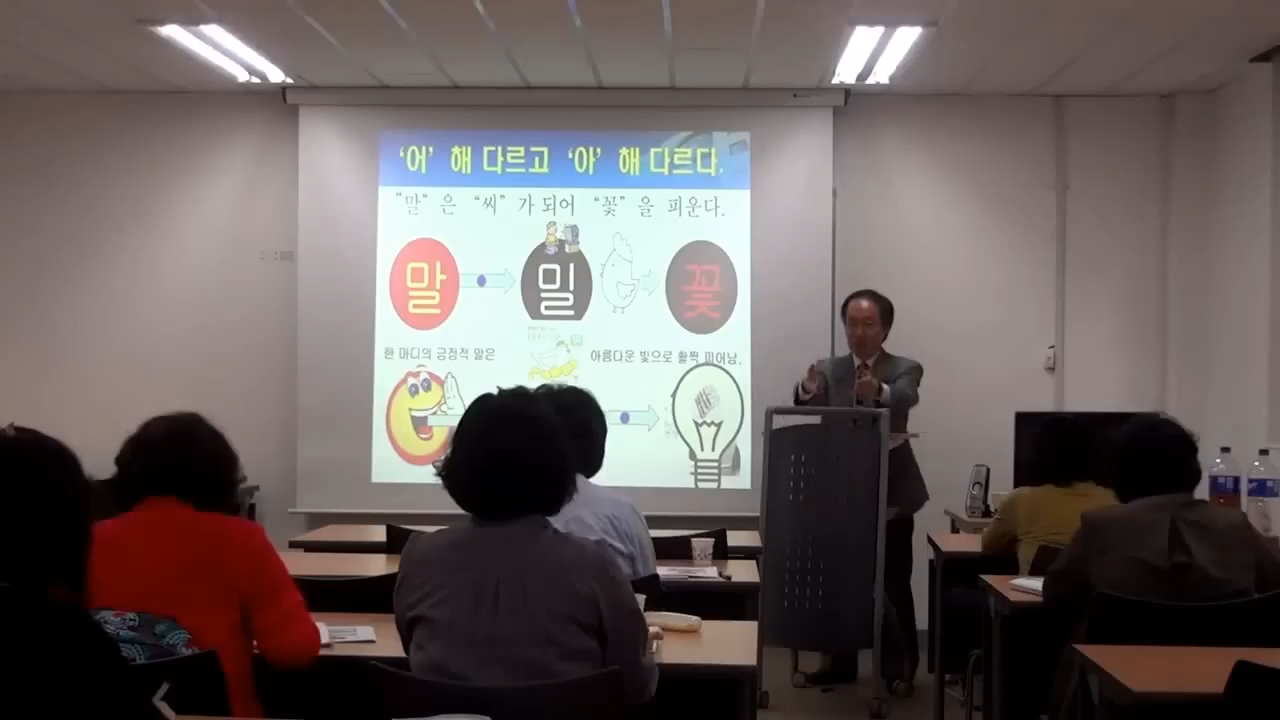 ‘어’ 해 다르고 ‘아’ 해 다르다.
"말" 은 “씨” 가 되어 “꽃” 을 피운다.
말
밀
꽃
한 마디의 긍정적 말은
아름다운 빛으로 활짝 피어남.